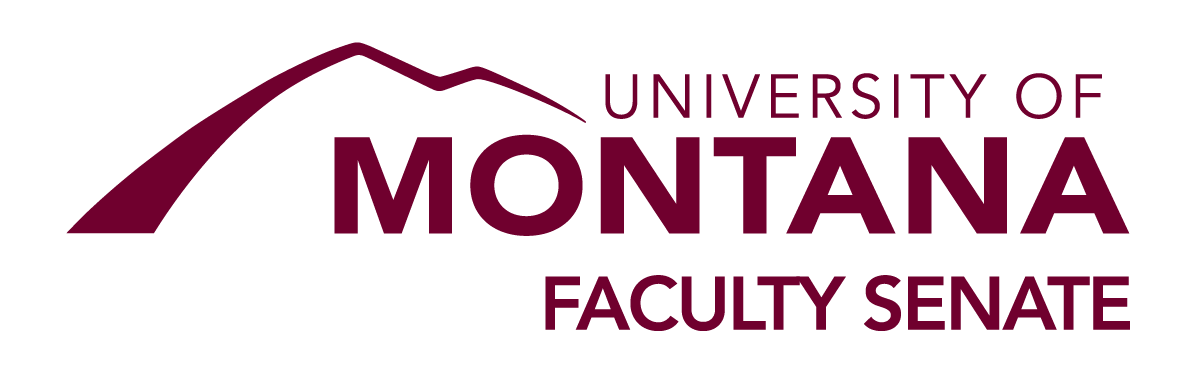 UNIVERSITY OF
MONTANA
FACULTY SENATE